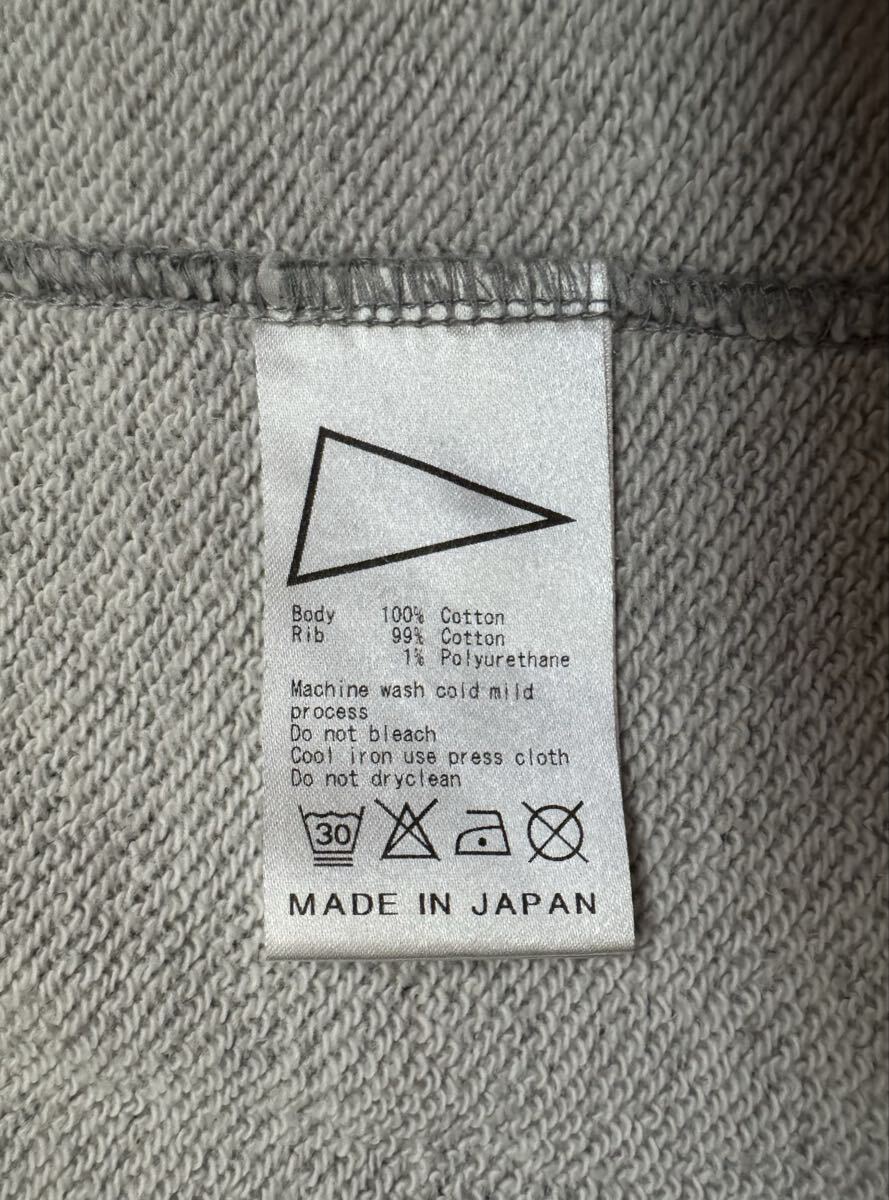 Body 100% Cotton
Rib 99% Cotton
1% Polyurethane
Machine wash cold mild
process
Do not bleach
Cool iron use press cloth
Do not dryclean
30
MADE IN JAPAN